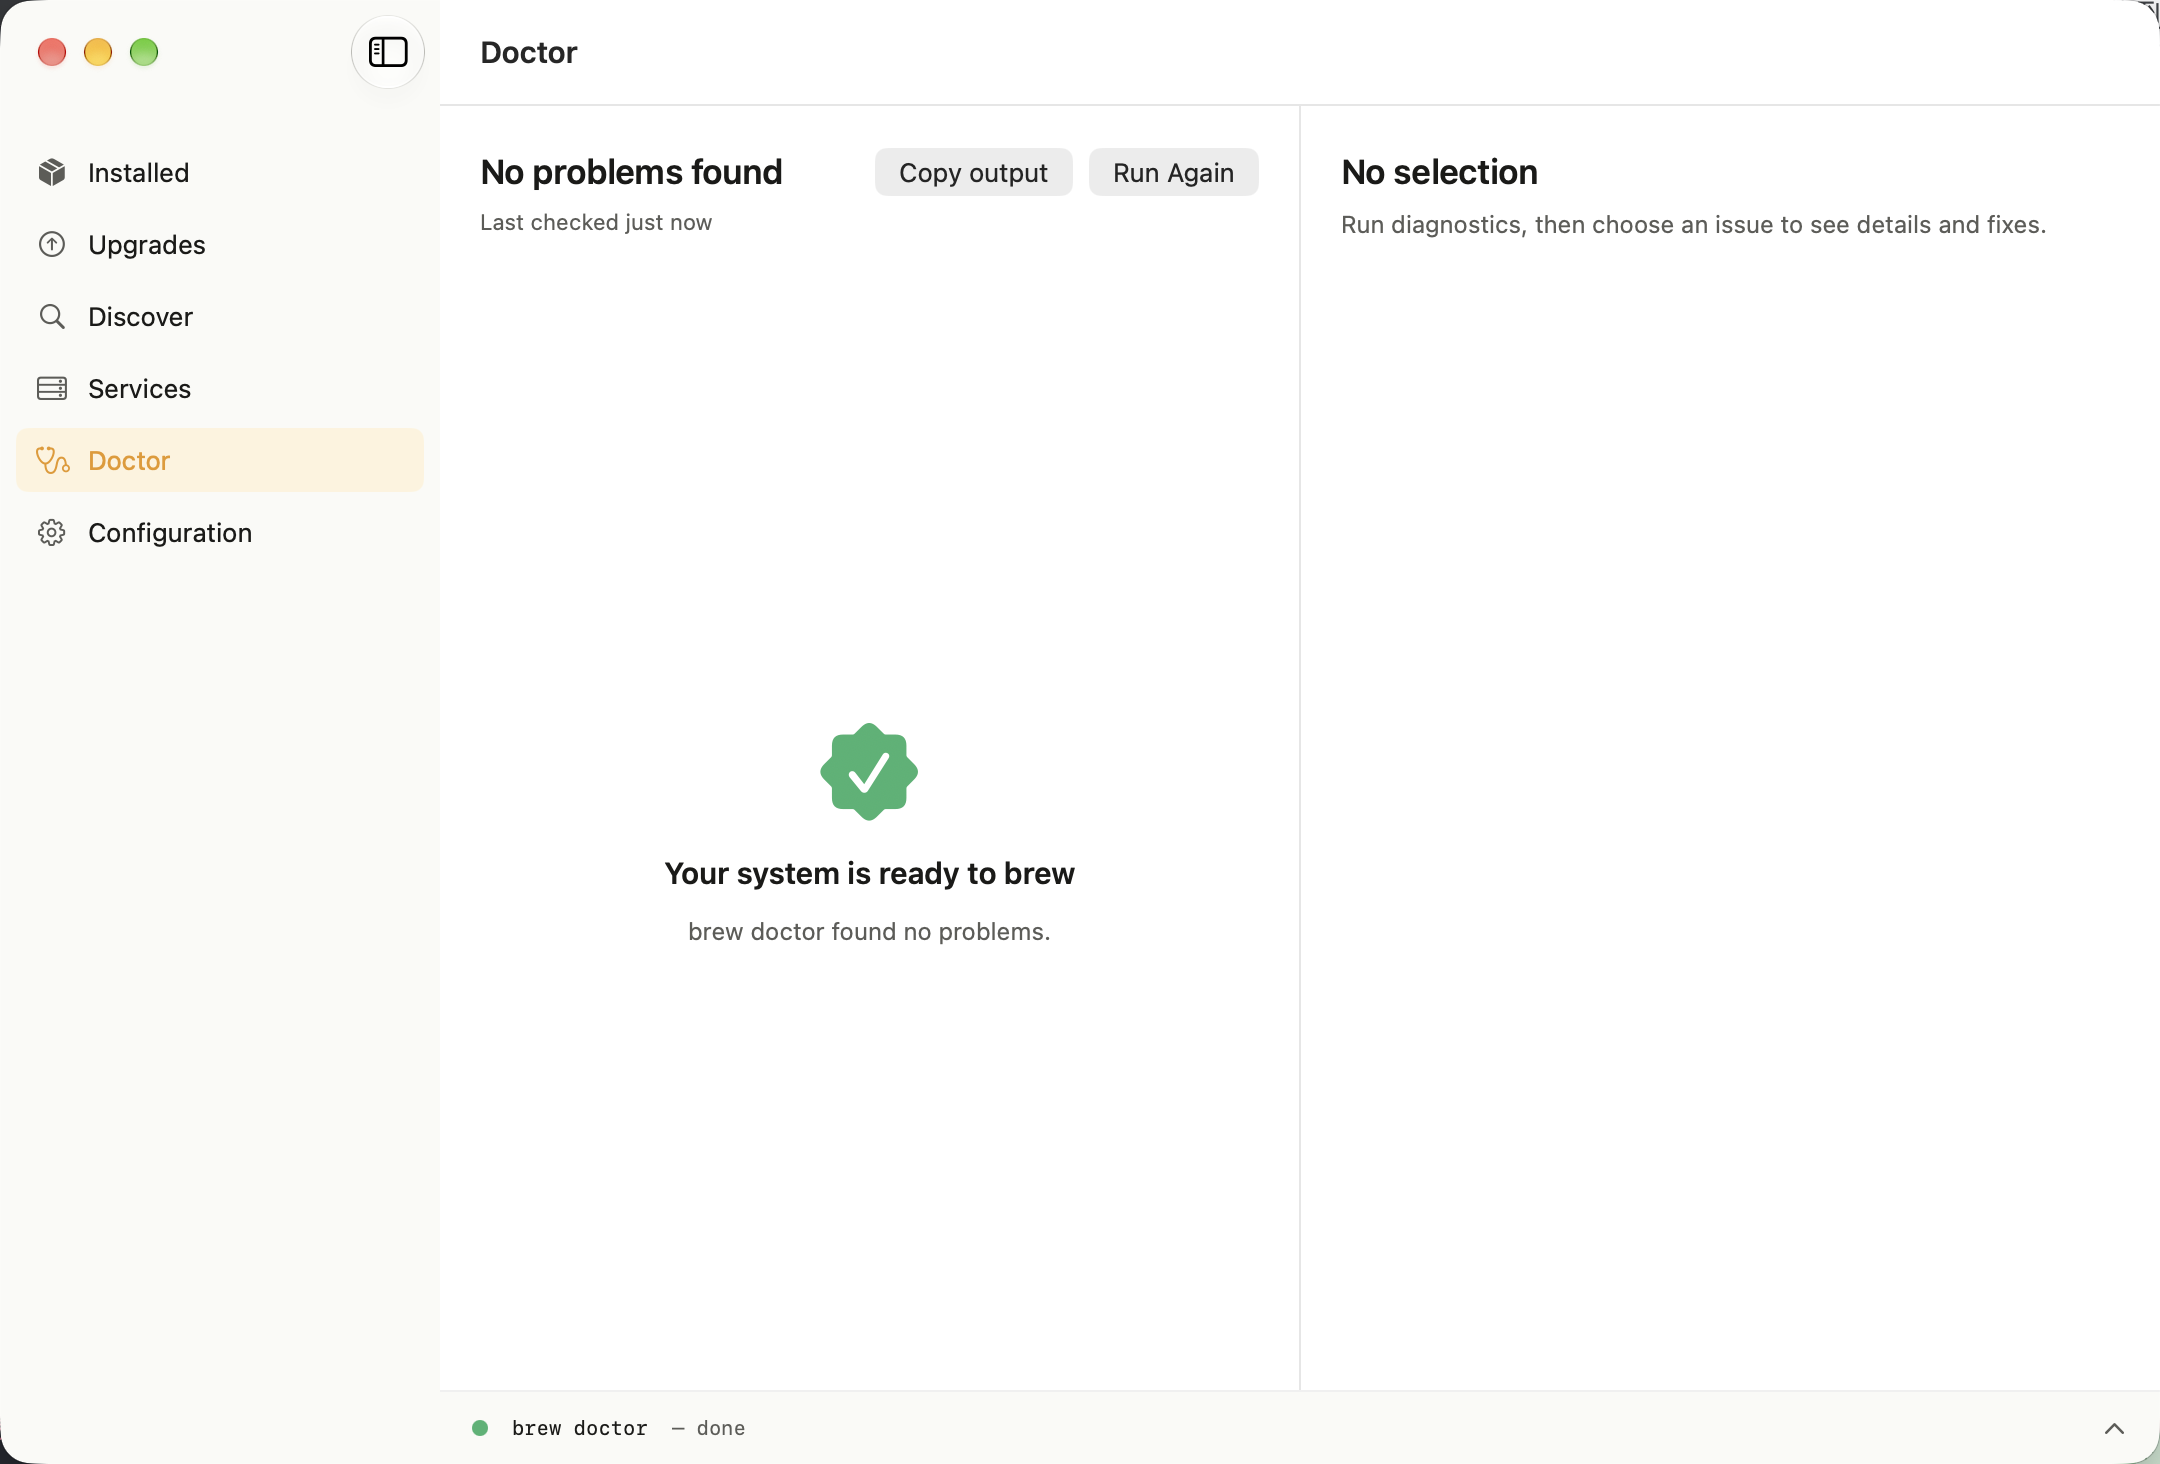 Doctor
Installed
Upgrades
Discover
Services
Doctor
Configuration
No problems found
Copy output
Run Again
Last checked just now
No selection
Run diagnostics, then choose an issue to see details and fixes.
Your system is ready to brew
brew doctor found no problems.
brew doctor — done